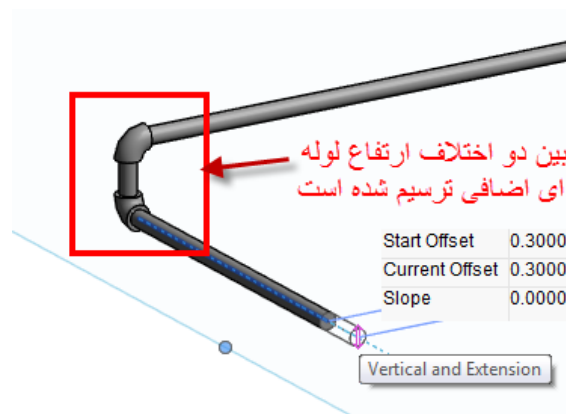 بین دو اختلاف ارتفاع لوله
ای اضافی ترسیم شده است
Start Offset 0.3000
Current Offset 0.3000
Slope 0.0000
Vertical and Extension